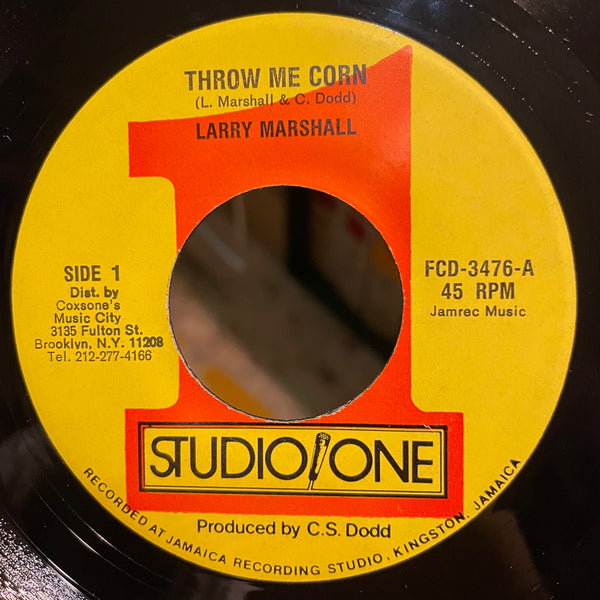 THROW ME CORN
(L. Marshall & C. Dodd)
LARRY MARSHALL
SIDE 1
Dist. by
Coxsone's
Music City
3135 Fulton St.
Brooklyn, N.Y. 11208
Tel. 212-277-4166
FCD-3476-A
45 RPM
Jamrec Music
STUDIO ONE
Produced by C.S. Dodd
RECORDED AT JAMAICA RECORDING STUDIO, KINGSTON, JAMAICA